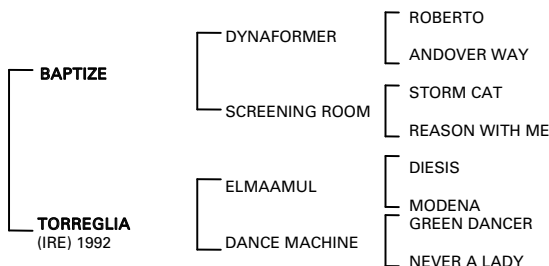 ROBERTO
DYNAFORMER
ANDOVER WAY
BAPTIZE
STORM CAT
SCREENING ROOM
REASON WITH ME
DIESIS
ELMAAMUL
MODENA
TORREGLIA
(IRE) 1992
GREEN DANCER
DANCE MACHINE
NEVER A LADY